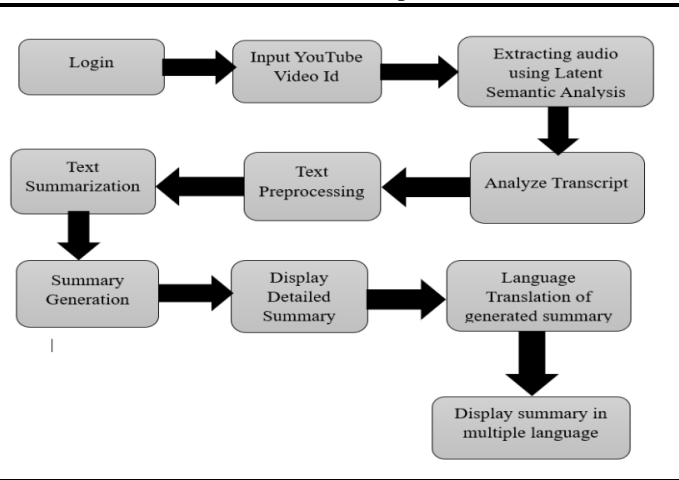 Login
Input YouTube
Video Id
Extracting audio
using Latent
Semantic Analysis
Analyze Transcript
Text
Preprocessing
Text
Summarization
Summary
Generation
Display
Detailed
Summary
Language
Translation of
generated summary
Display summary in
multiple language